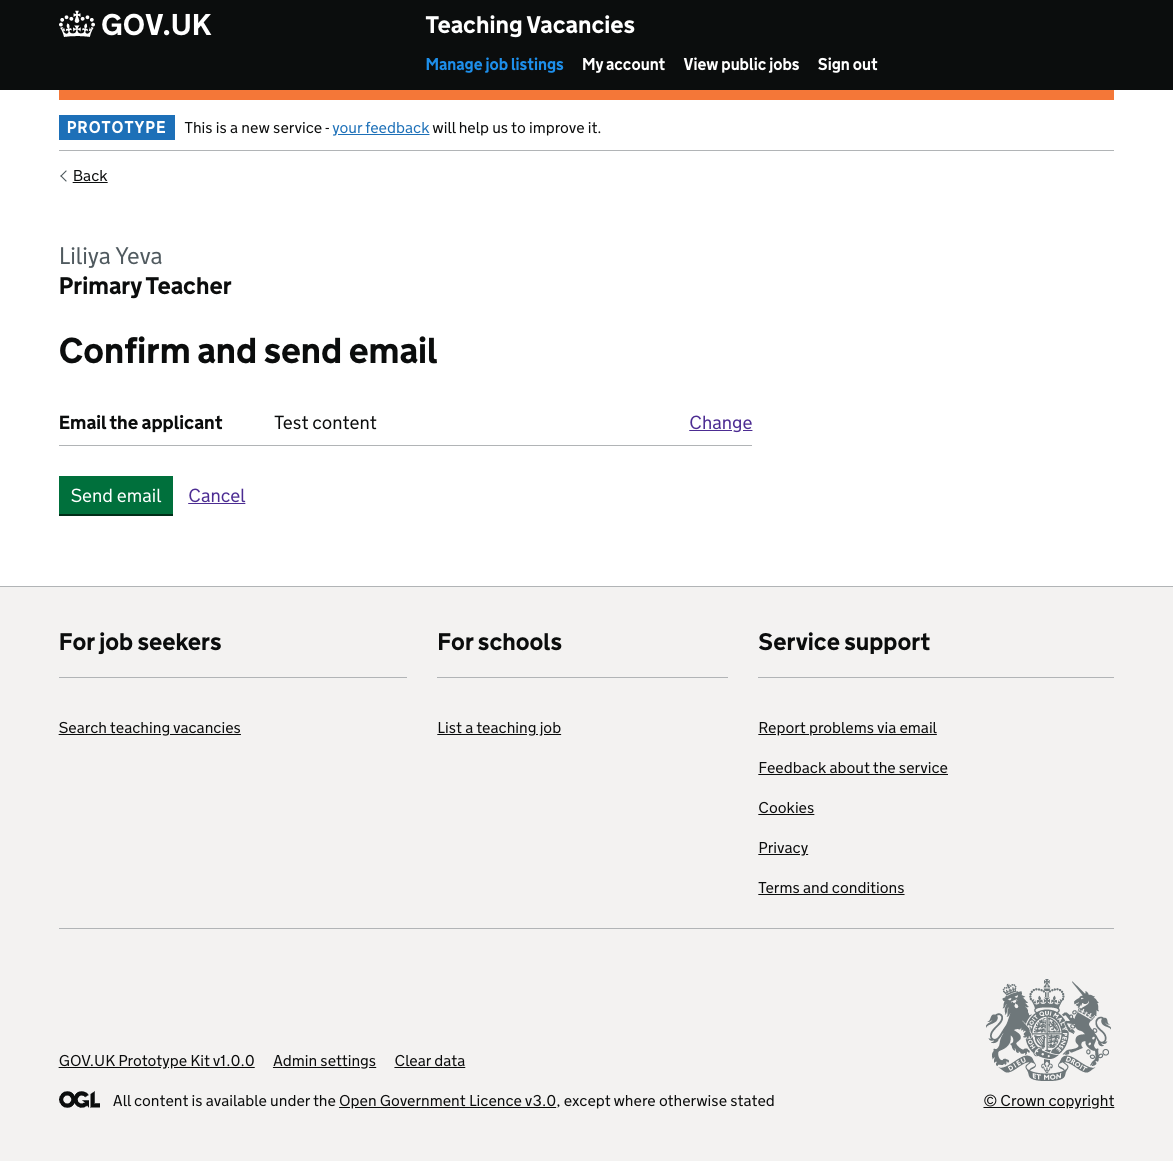 GOV.UK
Teaching Vacancies
Manage job listings My account View public jobs Sign out
PROTOTYPE This is a new service - your feedback will help us to improve it.
Back
Liliya Yeva
Primary Teacher
Confirm and send email
Email the applicant Test content Change
Send email Cancel
For job seekers
Search teaching vacancies
For schools
List a teaching job
Service support
Report problems via email
Feedback about the service
Cookies
Privacy
Terms and conditions
GOV.UK Prototype Kit v1.0.0 Admin settings Clear data
OGL All content is available under the Open Government Licence v3.0, except where otherwise stated
DIEU ET MON DROIT
© Crown copyright